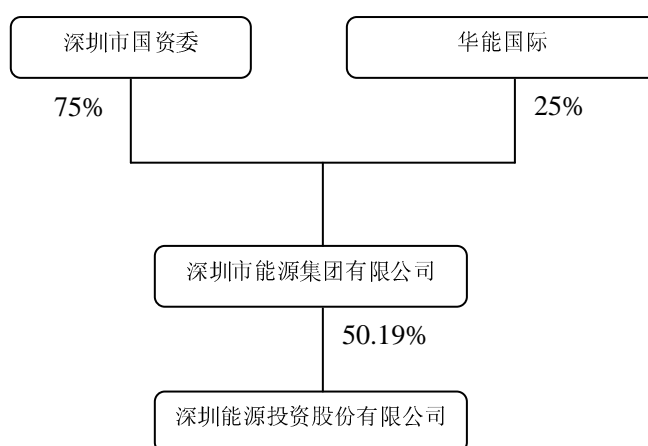 深圳市国资委
华能国际
75%
25%
深圳市能源集团有限公司
50.19%
深圳能源投资股份有限公司